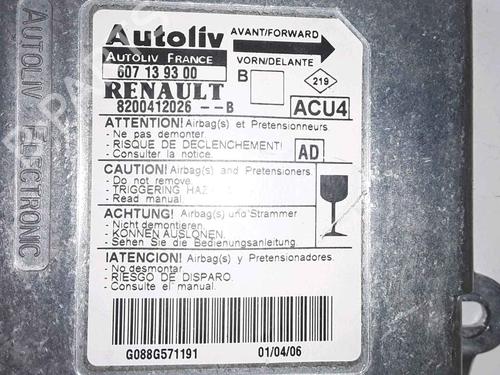 AUTOLIV ELECTRONIC
Autoliv
AVANT/FORWARD
AUTOLIV FRANCE
607 13 93 00
VORN/DELANTE
B
219
RENAULT
8200412026 --B
ACU4
ATTENTION! Airbag(s) et Pretensionneurs.
- Ne pas demonter.
- RISQUE DE DECLENCHEMENT!
- Consulter la notice.
AD
CAUTION! Airbag(s) and Pretensioners.
- Do not remove.
- TRIGGERING
- Read manual.
ACHTUNG! Airbag(s) und Strammer
- Nicht demontieren.
- KÖNNEN AUSLÖSEN.
- Sehen Sie die Bedienungsanleitung
¡ATENCION! Airbag(s) y Pretensionadores.
- No desmontar
- RIESGO DE DISPARO.
- Consulte el manual.
G088G571191
01/04/06